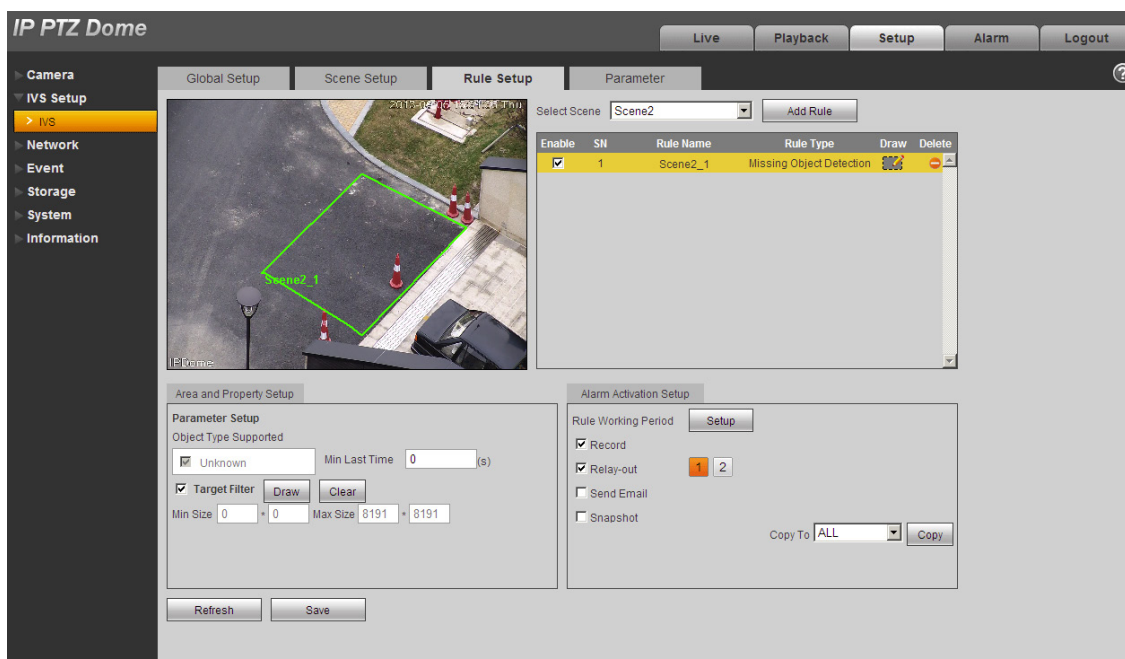 IP PTZ Dome
Live
Playback
Setup
Alarm
Logout
Camera
IVS Setup
> IVS
Network
Event
Storage
System
Information
Global Setup
Scene Setup
Rule Setup
Parameter
?
Select Scene Scene2
Add Rule
Enable SN Rule Name Rule Type Draw Delete
1 Scene2_1 Missing Object Detection
Thu
Scene2_1
IPDome
Area and Property Setup
Parameter Setup
Object Type Supported
Unknown
Min Last Time 0 (s)
Target Filter Draw Clear
Min Size 0 * 0 Max Size 8191 * 8191
Alarm Activation Setup
Rule Working Period Setup
Record
Relay-out 1 2
Send Email
Snapshot
Copy To ALL Copy
Refresh
Save